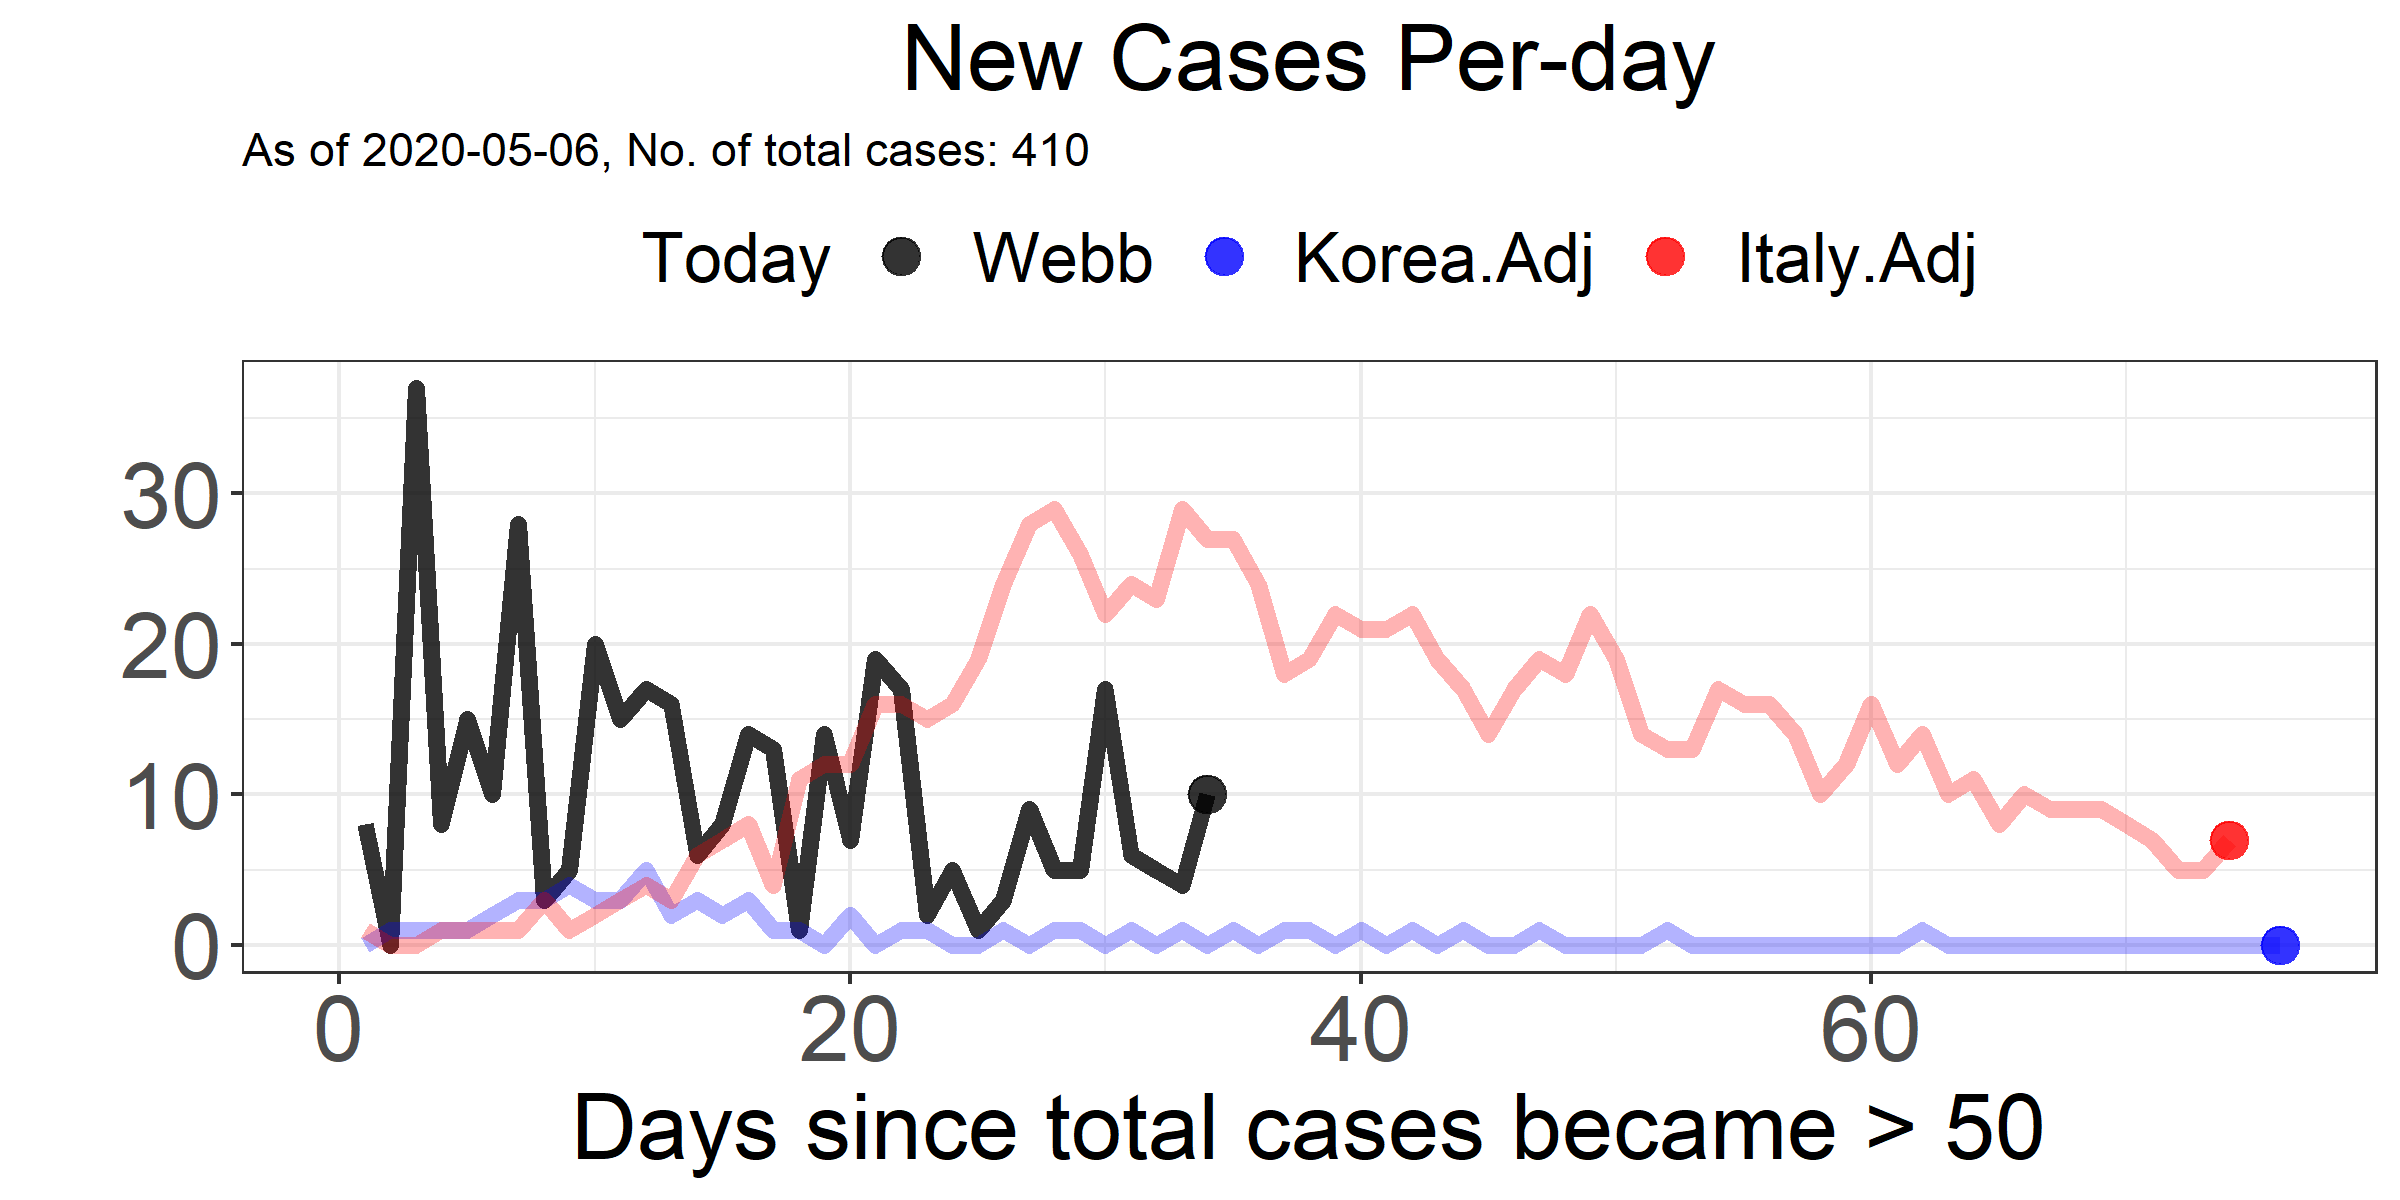 New Cases Per-day
As of 2020-05-06, No. of total cases: 410
Today Webb Korea.Adj Italy.Adj
30
20
10
0
0 20 40 60
Days since total cases became > 50